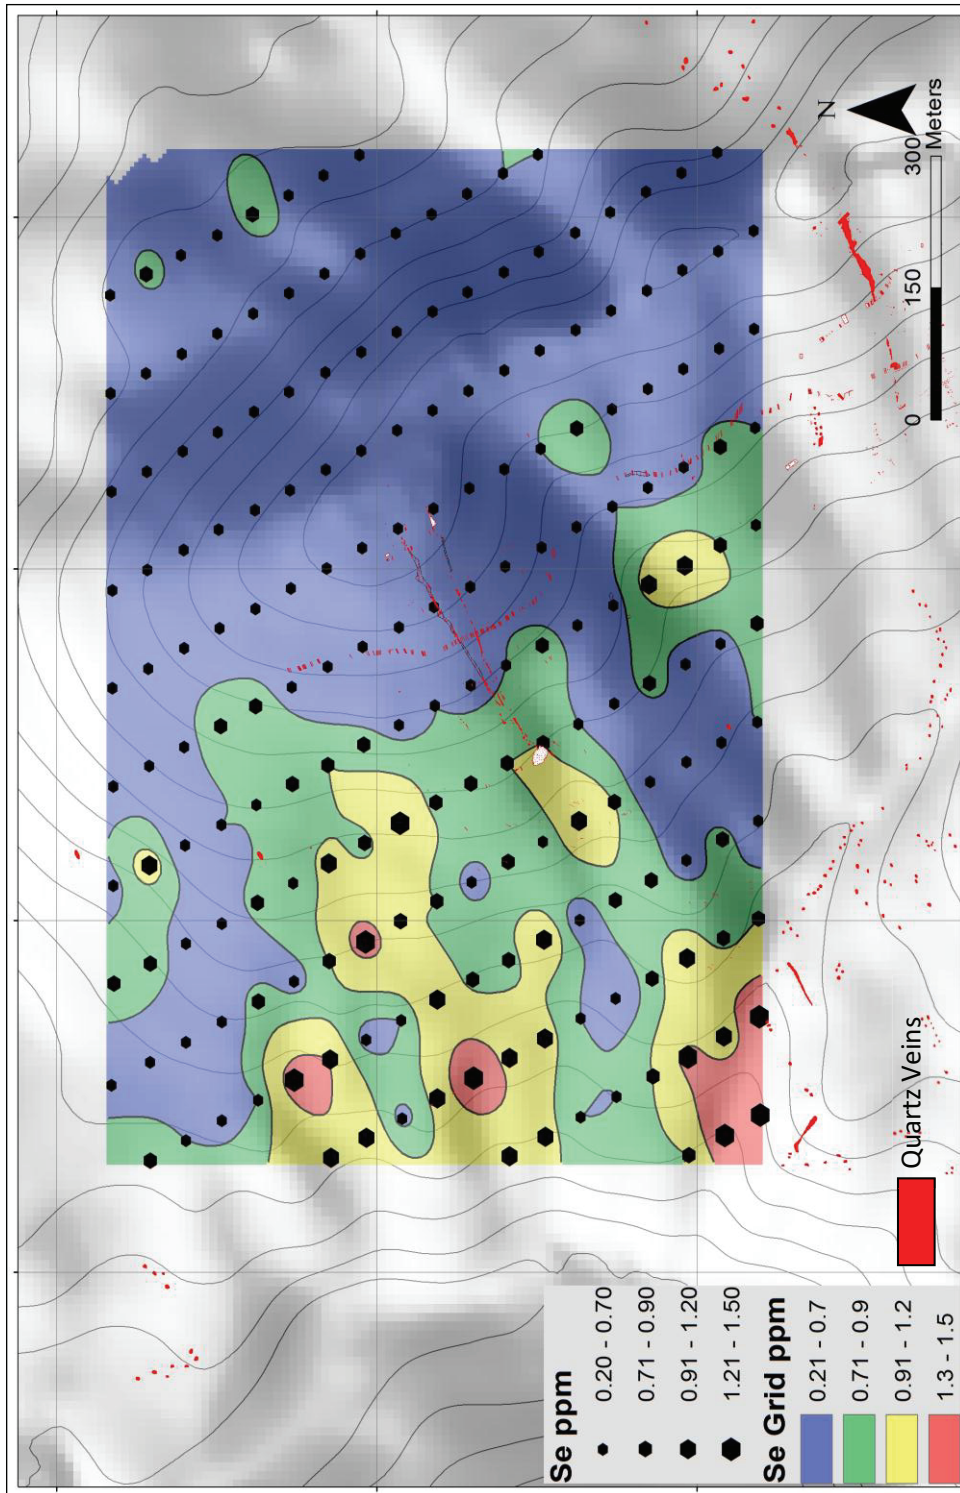 Se ppm
0.20 - 0.70
0.71 - 0.90
0.91 - 1.20
1.21 - 1.50
Se Grid ppm
0.21 - 0.7
0.71 - 0.9
0.91 - 1.2
1.3 - 1.5
Quartz Veins
N
0 150 300
Meters